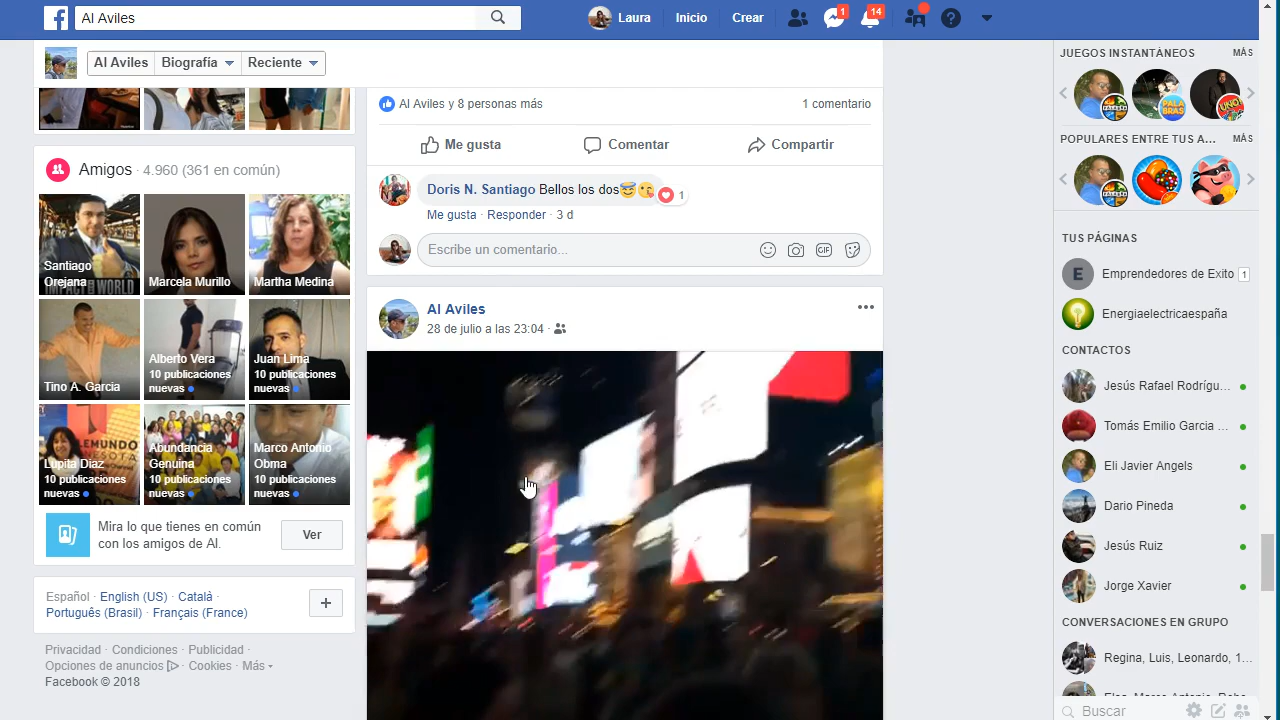 Al Aviles
Laura
Inicio
Crear
1
14
Al Aviles
Biografía
Reciente
Amigos · 4.960 (361 en común)
Santiago
Orejana
Marcela Murillo
Martha Medina
Tino A. Garcia
Alberto Vera
10 publicaciones
nuevas
Juan Lima
10 publicaciones
nuevas
Lupita Diaz
10 publicaciones
nuevas
Abundancia
Genuina
10 publicaciones
nuevas
Marco Antonio
Obma
10 publicaciones
nuevas
Mira lo que tienes en común
con los amigos de Al.
Ver
Español · English (US) · Català ·
Português (Brasil) · Français (France)
Privacidad · Condiciones · Publicidad ·
Opciones de anuncios · Cookies · Más
Facebook © 2018
Al Aviles y 8 personas más
1 comentario
Me gusta
Comentar
Compartir
Doris N. Santiago Bellos los dos😇😘
1
Me gusta · Responder · 3 d
Escribe un comentario...
GIF
Al Aviles
28 de julio a las 23:04 ·
JUEGOS INSTANTÁNEOS
MÁS
PALABRAS
UNO
POPULARES ENTRE TUS A...
MÁS
TUS PÁGINAS
E
Emprendedores de Exito
1
Energiaelectricaespaña
CONTACTOS
Jesús Rafael Rodrígu...
Tomás Emilio Garcia ...
Eli Javier Angels
Dario Pineda
Jesús Ruiz
Jorge Xavier
CONVERSACIONES EN GRUPO
Regina, Luis, Leonardo, 1...
Buscar